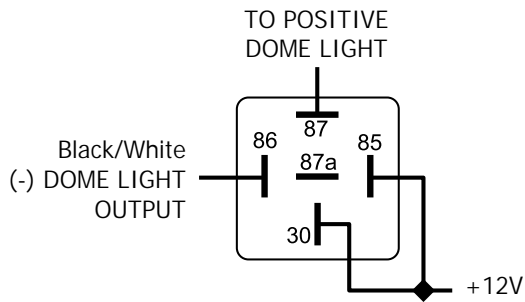 TO POSITIVE
DOME LIGHT
87
86
85
87a
Black/White
(-) DOME LIGHT
OUTPUT
30
+12V